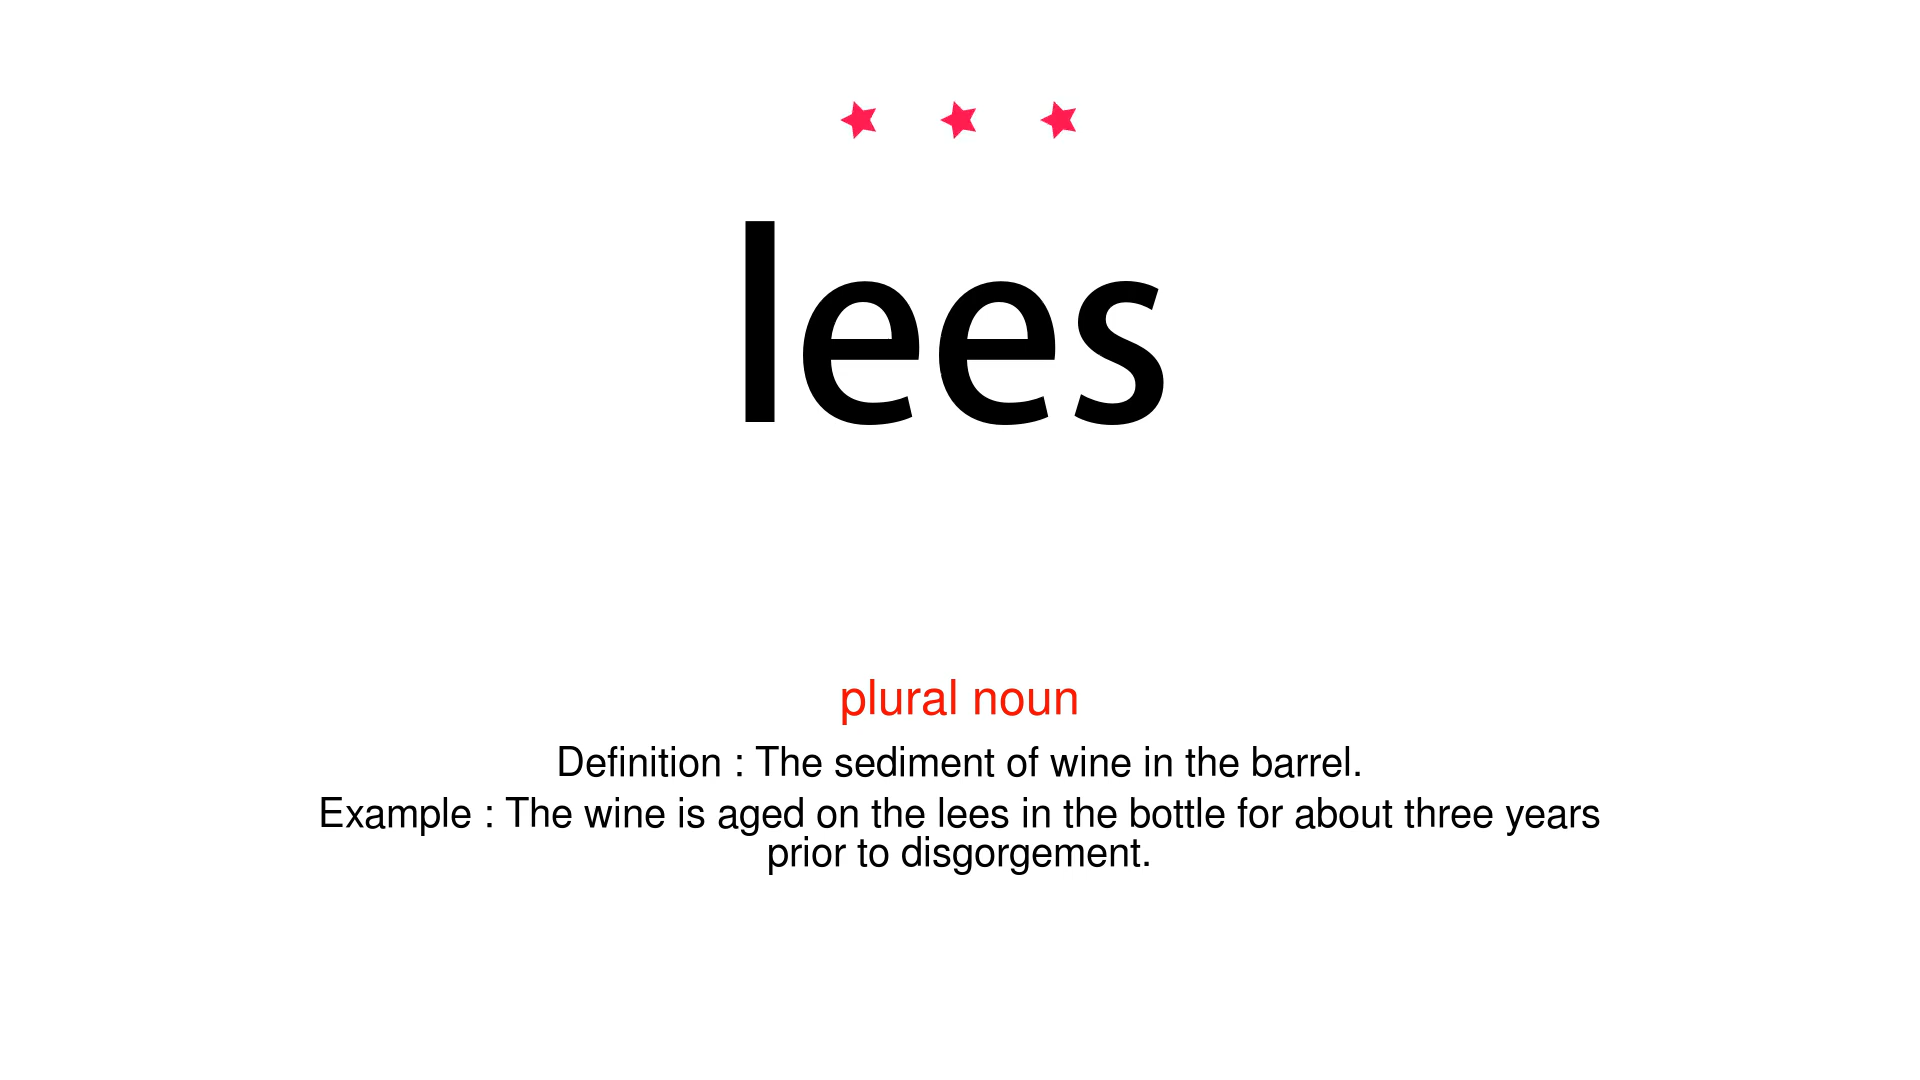 lees
plural noun
Definition : The sediment of wine in the barrel.
Example : The wine is aged on the lees in the bottle for about three years
prior to disgorgement.